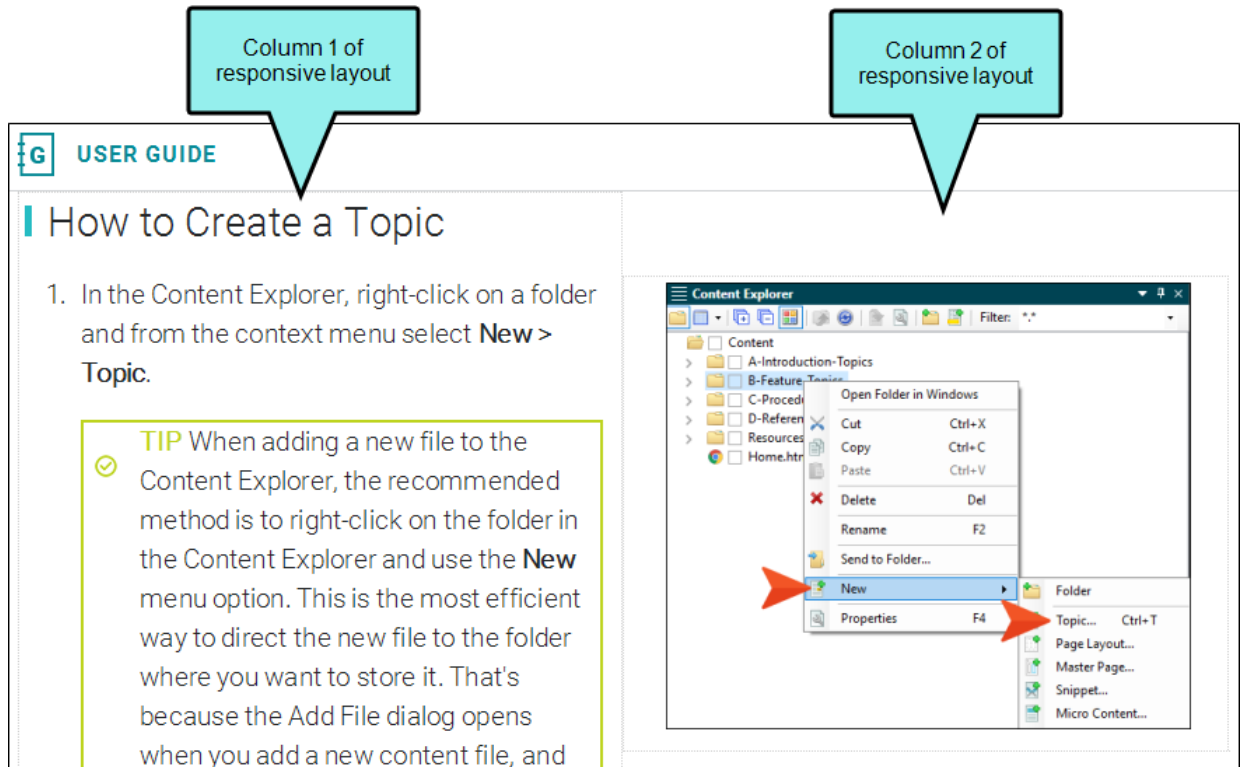 Column 1 of
responsive layout
Column 2 of
responsive layout
G USER GUIDE
How to Create a Topic
1. In the Content Explorer, right-click on a folder
and from the context menu select New >
Topic.
TIP When adding a new file to the
Content Explorer, the recommended
method is to right-click on the folder in
the Content Explorer and use the New
menu option. This is the most efficient
way to direct the new file to the folder
where you want to store it. That's
because the Add File dialog opens
when you add a new content file, and
Content Explorer
Filter: *.*
Content
A-Introduction-Topics
B-Feature-Topics
C-Proced
D-Referen
Resources
Home.htm
Open Folder in Windows
Cut Ctrl+X
Copy Ctrl+C
Paste Ctrl+V
Delete Del
Rename F2
Send to Folder...
New
Properties F4
Folder
Topic... Ctrl+T
Page Layout...
Master Page...
Snippet...
Micro Content...